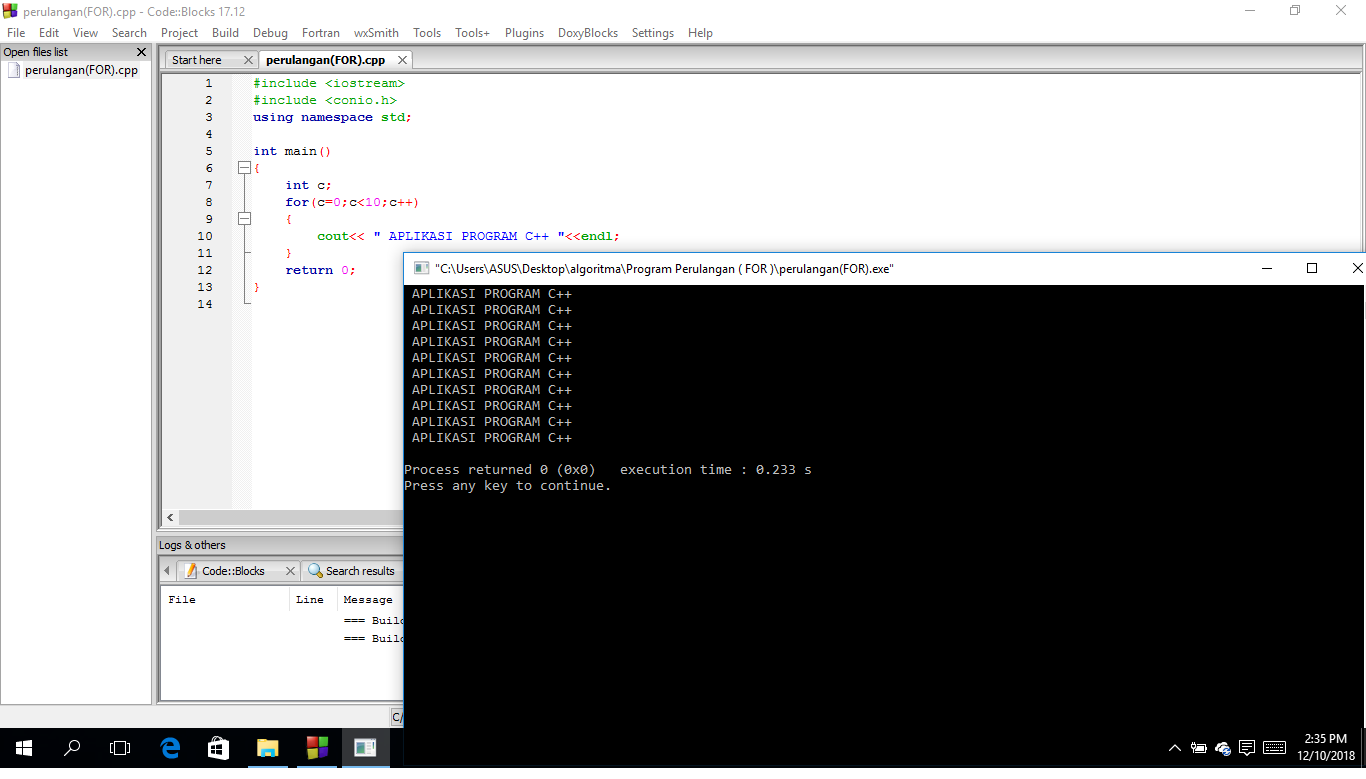 perulangan(FOR).cpp - Code::Blocks 17.12
File Edit View Search Project Build Debug Fortran wxSmith Tools Tools+ Plugins DoxyBlocks Settings Help
Open files list
perulangan(FOR).cpp
Start here perulangan(FOR).cpp
1 #include <iostream>
2 #include <conio.h>
3 using namespace std;
4
5 int main()
6 {
7 int c;
8 for(c=0;c<10;c++)
9 {
10 cout<< " APLIKASI PROGRAM C++ "<<endl;
11 }
12 return 0;
13 }
14
"C:\Users\ASUS\Desktop\algoritma\Program Perulangan ( FOR )\perulangan(FOR).exe"
APLIKASI PROGRAM C++
APLIKASI PROGRAM C++
APLIKASI PROGRAM C++
APLIKASI PROGRAM C++
APLIKASI PROGRAM C++
APLIKASI PROGRAM C++
APLIKASI PROGRAM C++
APLIKASI PROGRAM C++
APLIKASI PROGRAM C++
APLIKASI PROGRAM C++
Process returned 0 (0x0)   execution time : 0.233 s
Press any key to continue.
Logs & others
Code::Blocks Search results
File Line Message
=== Buil
=== Buil
C/
2:35 PM
12/10/2018